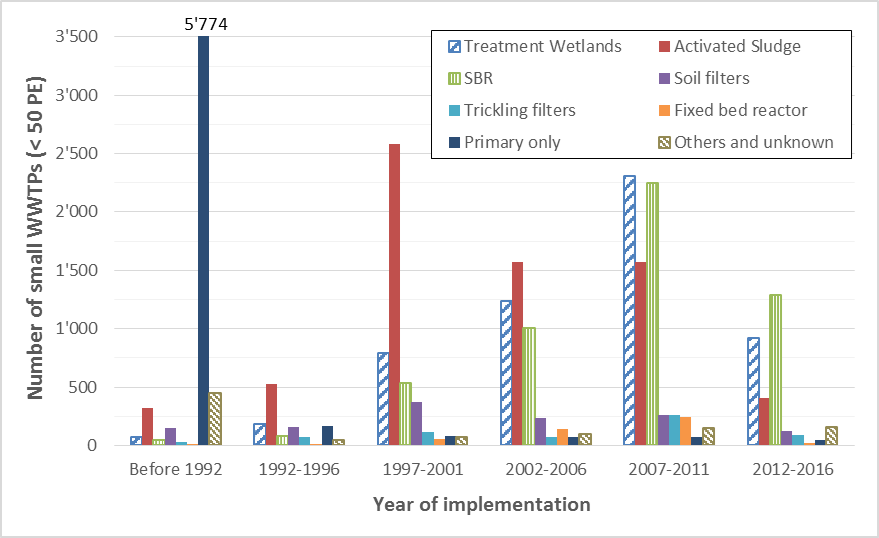 5'774
3'500
3'000
2'500
2'000
1'500
1'000
500
0
Number of small WWTPs (< 50 PE)
Treatment Wetlands
Activated Sludge
SBR
Soil filters
Trickling filters
Fixed bed reactor
Primary only
Others and unknown
Before 1992
1992-1996
1997-2001
2002-2006
2007-2011
2012-2016
Year of implementation